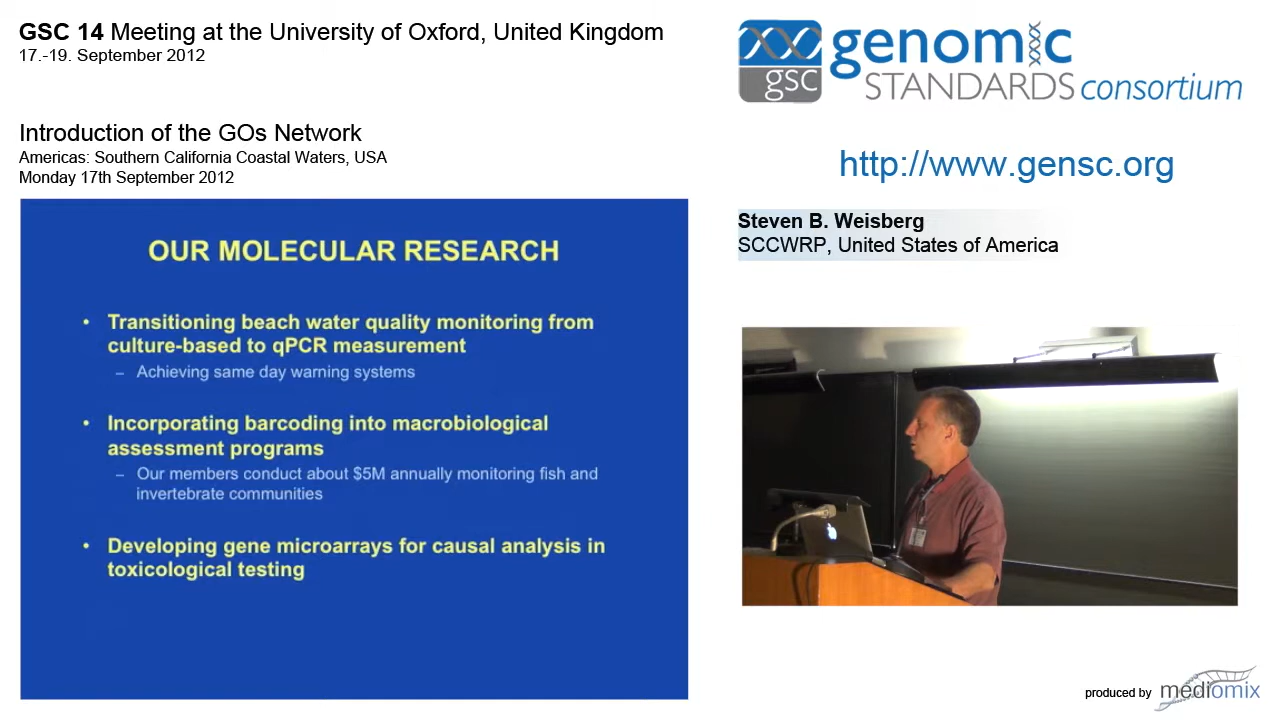 GSC 14 Meeting at the University of Oxford, United Kingdom
17.-19. September 2012
genomic
gsc STANDARDS consortium
Introduction of the GOs Network
Americas: Southern California Coastal Waters, USA
Monday 17th September 2012
http://www.gensc.org
Steven B. Weisberg
SCCWRP, United States of America
OUR MOLECULAR RESEARCH
• Transitioning beach water quality monitoring from
culture-based to qPCR measurement
– Achieving same day warning systems
• Incorporating barcoding into macrobiological
assessment programs
– Our members conduct about $5M annually monitoring fish and
invertebrate communities
• Developing gene microarrays for causal analysis in
toxicological testing
produced by mediomix